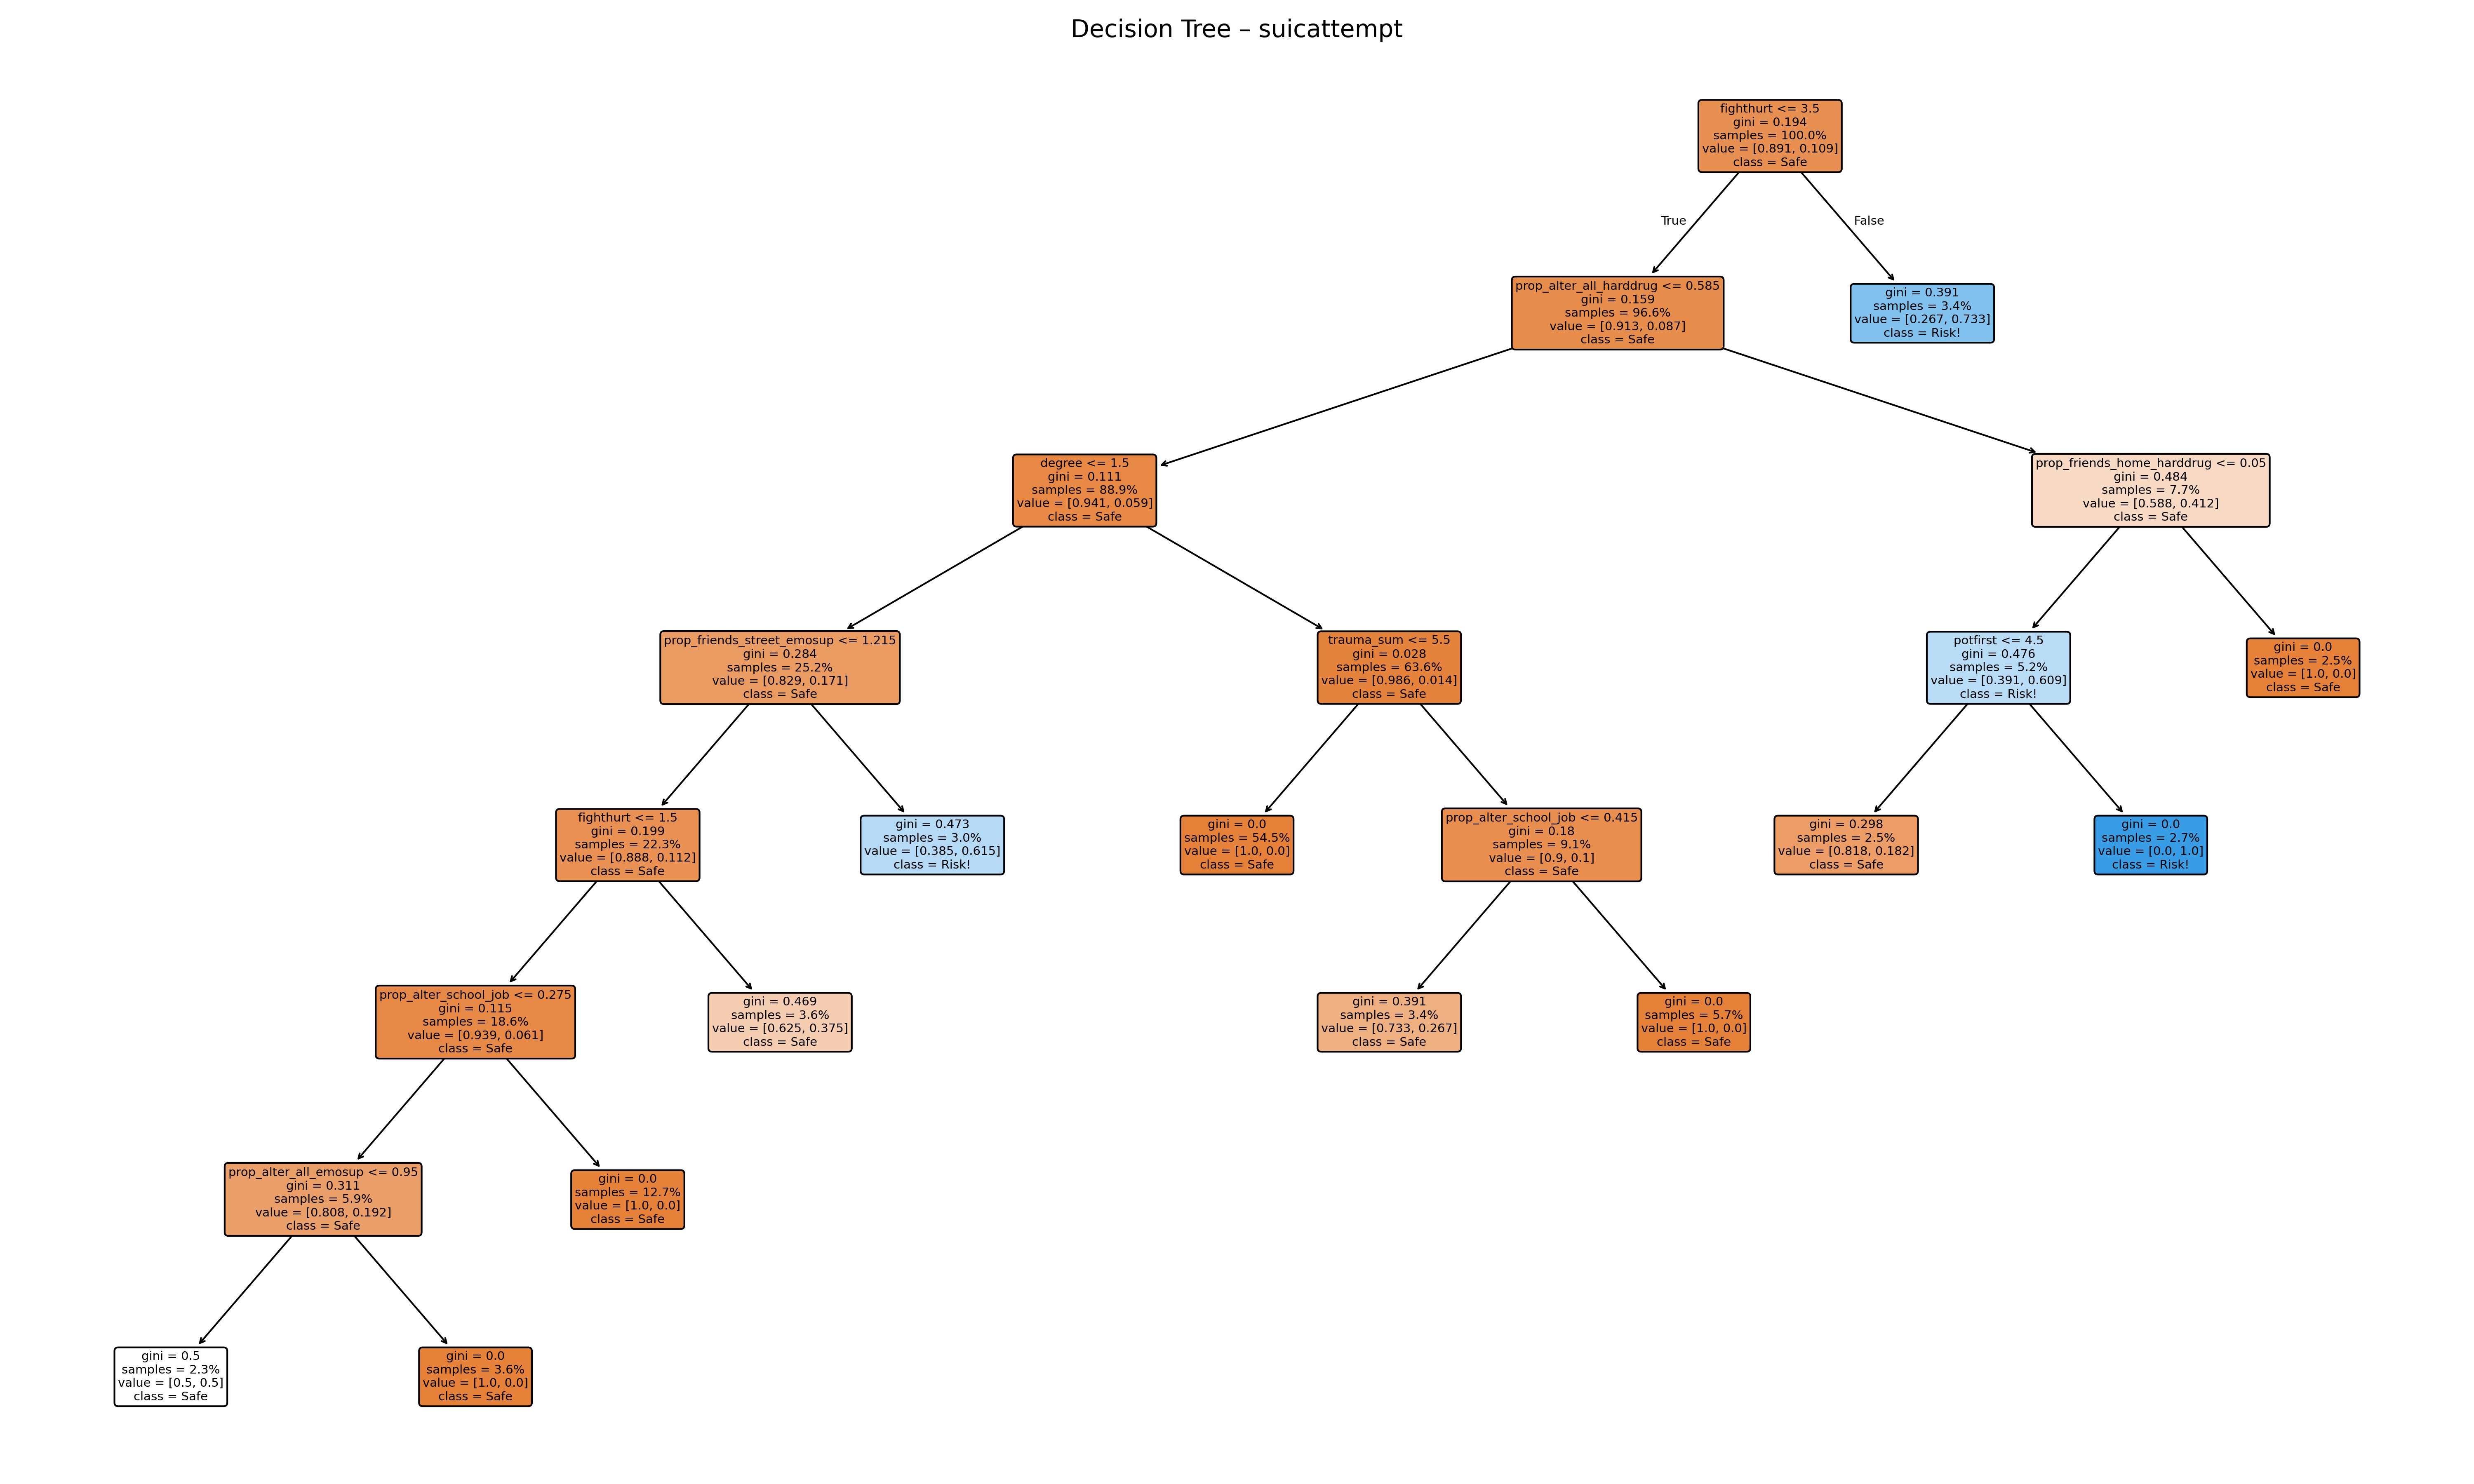 Decision Tree – suicattempt
fighthurt <= 3.5
gini = 0.194
samples = 100.0%
value = [0.891, 0.109]
class = Safe
True
False
prop_alter_all_harddrug <= 0.585
gini = 0.159
samples = 96.6%
value = [0.913, 0.087]
class = Safe
gini = 0.391
samples = 3.4%
value = [0.267, 0.733]
class = Risk!
degree <= 1.5
gini = 0.111
samples = 88.9%
value = [0.941, 0.059]
class = Safe
prop_friends_home_harddrug <= 0.05
gini = 0.484
samples = 7.7%
value = [0.588, 0.412]
class = Safe
prop_friends_street_emosup <= 1.215
gini = 0.284
samples = 25.2%
value = [0.829, 0.171]
class = Safe
trauma_sum <= 5.5
gini = 0.028
samples = 63.6%
value = [0.986, 0.014]
class = Safe
potfirst <= 4.5
gini = 0.476
samples = 5.2%
value = [0.391, 0.609]
class = Risk!
gini = 0.0
samples = 2.5%
value = [1.0, 0.0]
class = Safe
fighthurt <= 1.5
gini = 0.199
samples = 22.3%
value = [0.888, 0.112]
class = Safe
gini = 0.473
samples = 3.0%
value = [0.385, 0.615]
class = Risk!
gini = 0.0
samples = 54.5%
value = [1.0, 0.0]
class = Safe
prop_alter_school_job <= 0.415
gini = 0.18
samples = 9.1%
value = [0.9, 0.1]
class = Safe
gini = 0.298
samples = 2.5%
value = [0.818, 0.182]
class = Safe
gini = 0.0
samples = 2.7%
value = [0.0, 1.0]
class = Risk!
prop_alter_school_job <= 0.275
gini = 0.115
samples = 18.6%
value = [0.939, 0.061]
class = Safe
gini = 0.469
samples = 3.6%
value = [0.625, 0.375]
class = Safe
gini = 0.391
samples = 3.4%
value = [0.733, 0.267]
class = Safe
gini = 0.0
samples = 5.7%
value = [1.0, 0.0]
class = Safe
prop_alter_all_emosup <= 0.95
gini = 0.311
samples = 5.9%
value = [0.808, 0.192]
class = Safe
gini = 0.0
samples = 12.7%
value = [1.0, 0.0]
class = Safe
gini = 0.5
samples = 2.3%
value = [0.5, 0.5]
class = Safe
gini = 0.0
samples = 3.6%
value = [1.0, 0.0]
class = Safe